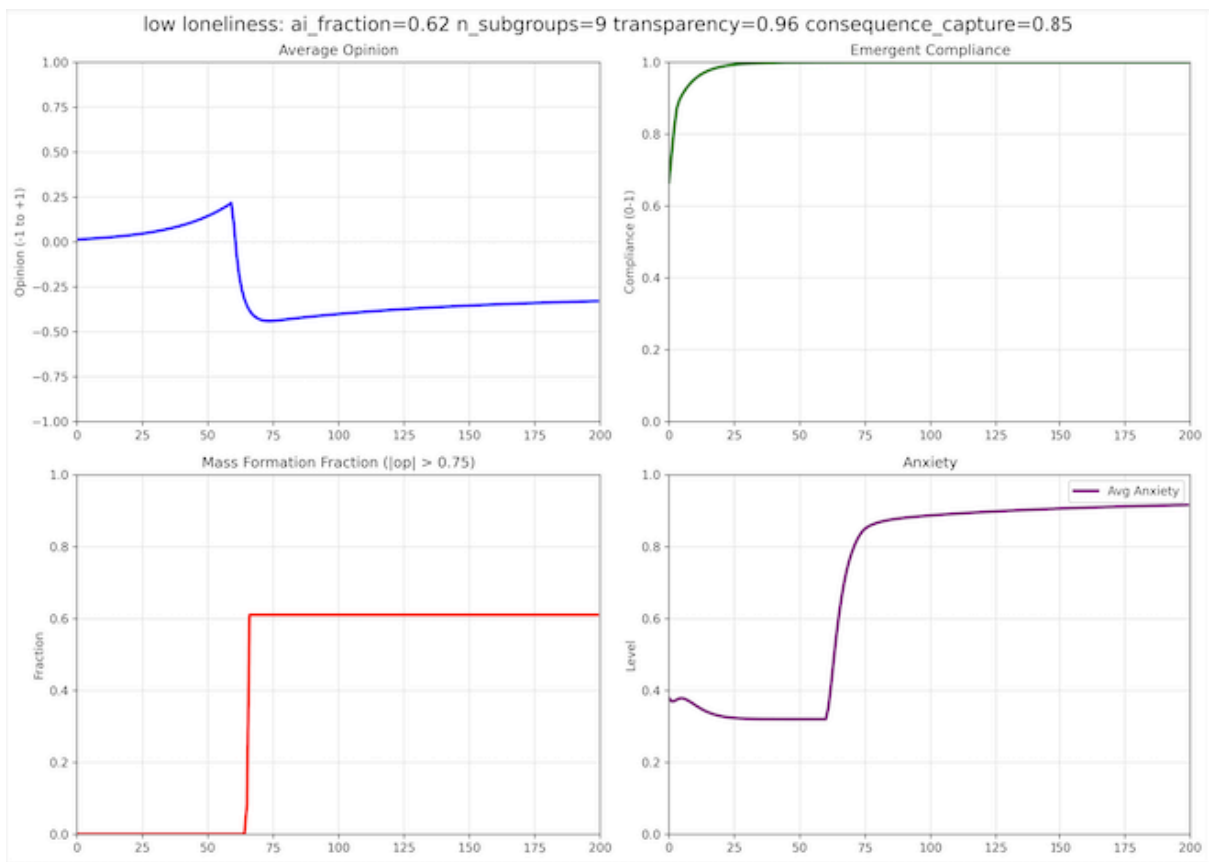 low loneliness: ai_fraction=0.62 n_subgroups=9 transparency=0.96 consequence_capture=0.85
Average Opinion
1.00
0.75
0.50
0.25
0.00
−0.25
−0.50
−0.75
−1.00
Opinion (-1 to +1)
0 25 50 75 100 125 150 175 200
Emergent Compliance
1.0
0.8
0.6
0.4
0.2
0.0
Compliance (0-1)
0 25 50 75 100 125 150 175 200
Mass Formation Fraction (|op| > 0.75)
1.0
0.8
0.6
0.4
0.2
0.0
Fraction
0 25 50 75 100 125 150 175 200
Anxiety
Avg Anxiety
1.0
0.8
0.6
0.4
0.2
0.0
Level
0 25 50 75 100 125 150 175 200